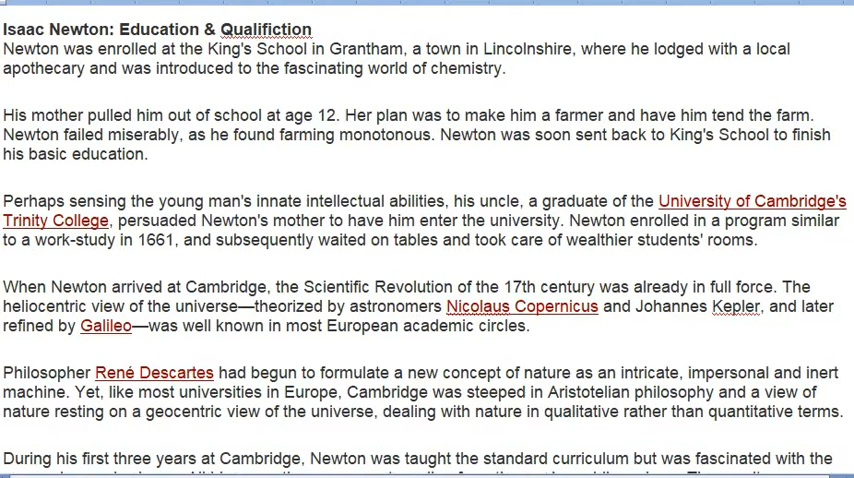 Isaac Newton: Education & Qualifiction
Newton was enrolled at the King's School in Grantham, a town in Lincolnshire, where he lodged with a local
apothecary and was introduced to the fascinating world of chemistry.
His mother pulled him out of school at age 12. Her plan was to make him a farmer and have him tend the farm.
Newton failed miserably, as he found farming monotonous. Newton was soon sent back to King's School to finish
his basic education.
Perhaps sensing the young man's innate intellectual abilities, his uncle, a graduate of the University of Cambridge's
Trinity College, persuaded Newton's mother to have him enter the university. Newton enrolled in a program similar
to a work-study in 1661, and subsequently waited on tables and took care of wealthier students' rooms.
When Newton arrived at Cambridge, the Scientific Revolution of the 17th century was already in full force. The
heliocentric view of the universe—theorized by astronomers Nicolaus Copernicus and Johannes Kepler, and later
refined by Galileo—was well known in most European academic circles.
Philosopher René Descartes had begun to formulate a new concept of nature as an intricate, impersonal and inert
machine. Yet, like most universities in Europe, Cambridge was steeped in Aristotelian philosophy and a view of
nature resting on a geocentric view of the universe, dealing with nature in qualitative rather than quantitative terms.
During his first three years at Cambridge, Newton was taught the standard curriculum but was fascinated with the